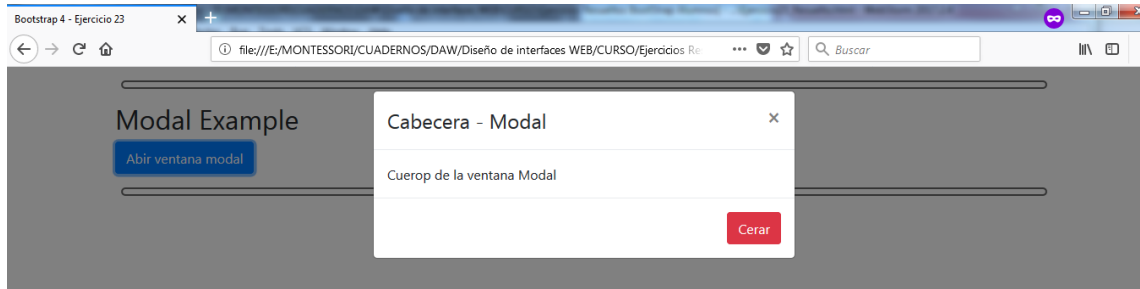 Bootstrap 4 - Ejercicio 23
file:///E:/MONTESSORI/CUADERNOS/DAW/Diseño de interfaces WEB/CURSO/Ejercicios Re
Buscar
Modal Example
Abir ventana modal
Cabecera - Modal
×
Cuerop de la ventana Modal
Cerar